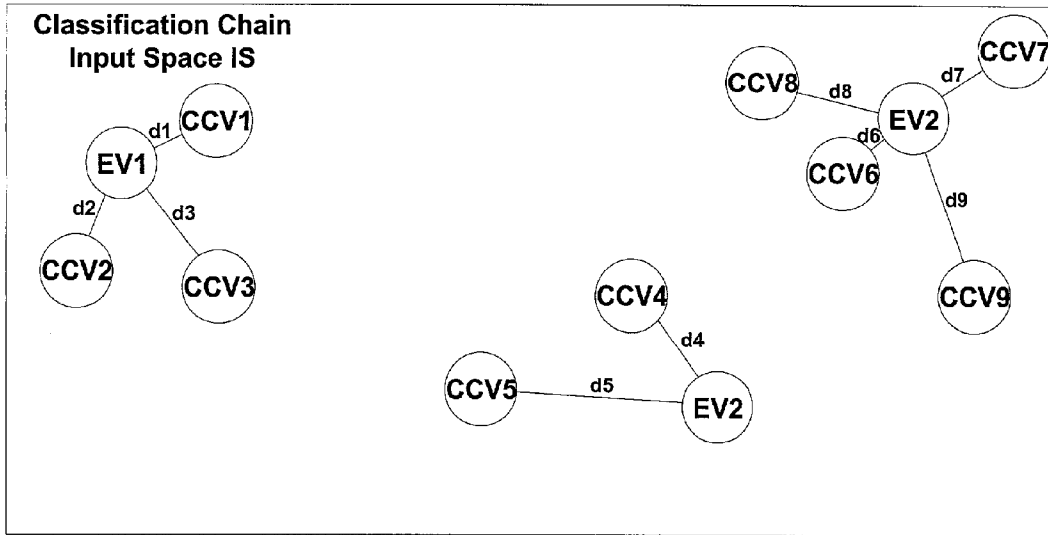 Classification Chain
Input Space IS
CCV1
d1
EV1
d2
d3
CCV2
CCV3
CCV7
CCV8
d8
d7
EV2
d6
CCV6
d9
CCV9
CCV4
d4
CCV5
d5
EV2